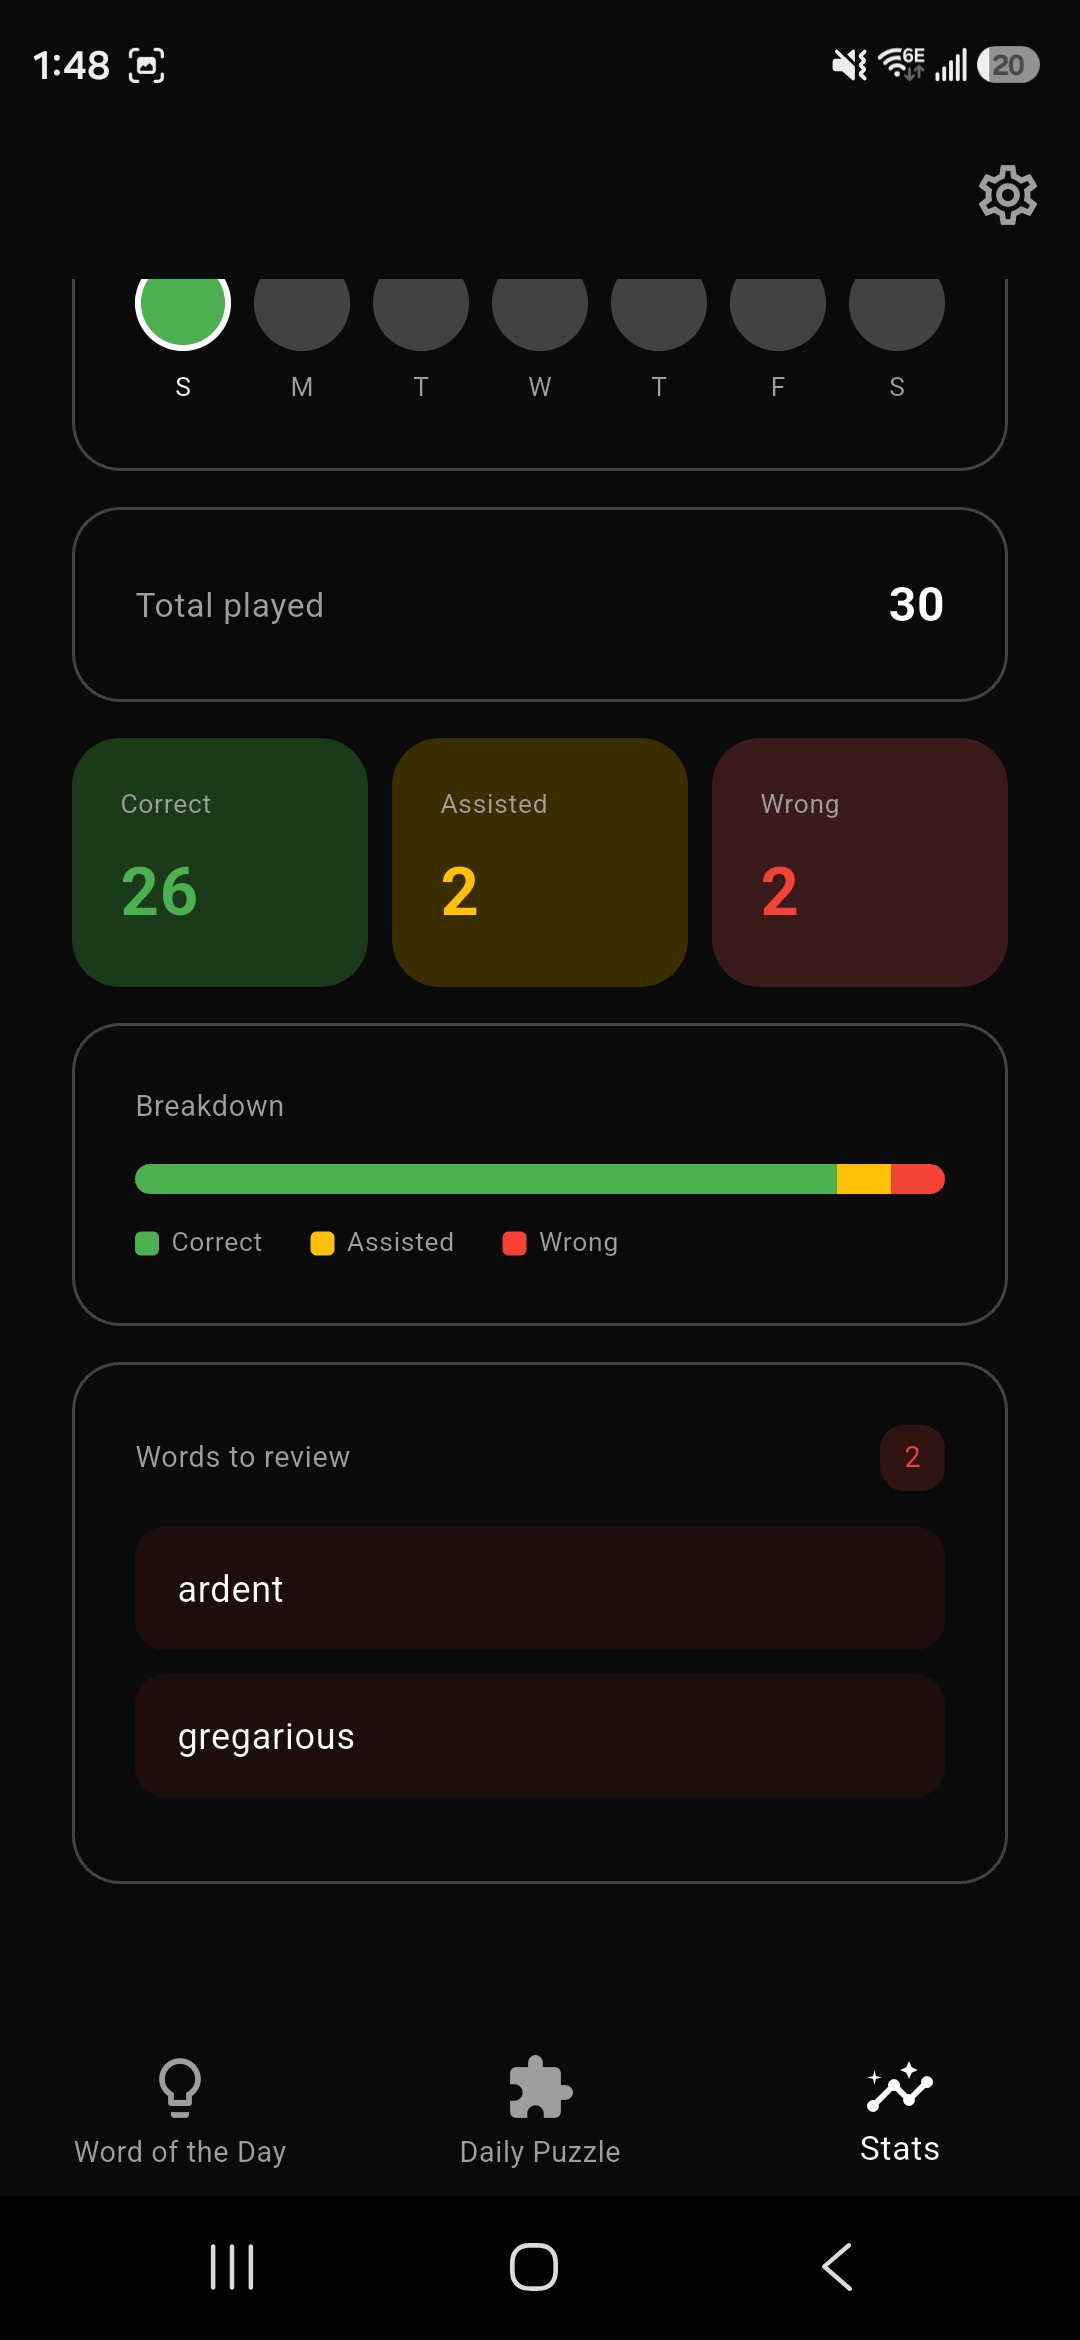 1:48 6E 20
S M T W T F S
Total played 30
Correct Assisted Wrong
26 2 2
Breakdown
Correct Assisted Wrong
Words to review 2
ardent
gregarious
Word of the Day Daily Puzzle Stats